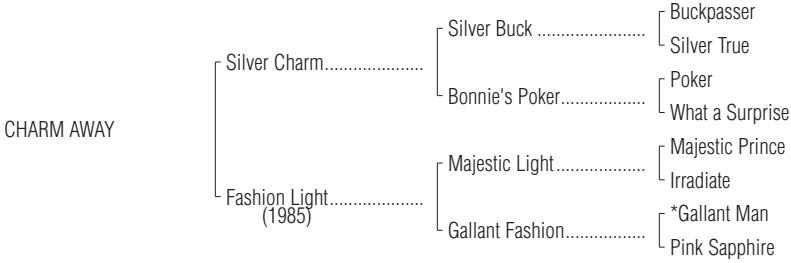 Buckpasser
Silver Buck ......................
Silver True
Silver Charm.....................
Poker
Bonnie's Poker..................
What a Surprise
CHARM AWAY
Majestic Prince
Majestic Light...................
Irradiate
Fashion Light....................
(1985)
*Gallant Man
Gallant Fashion.................
Pink Sapphire